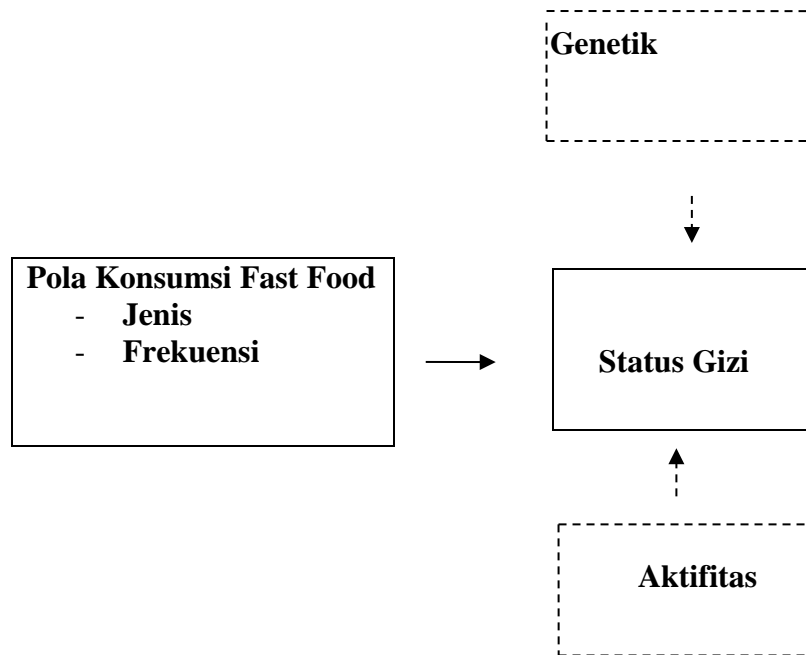 Genetik
Pola Konsumsi Fast Food
- Jenis
- Frekuensi
Status Gizi
Aktifitas